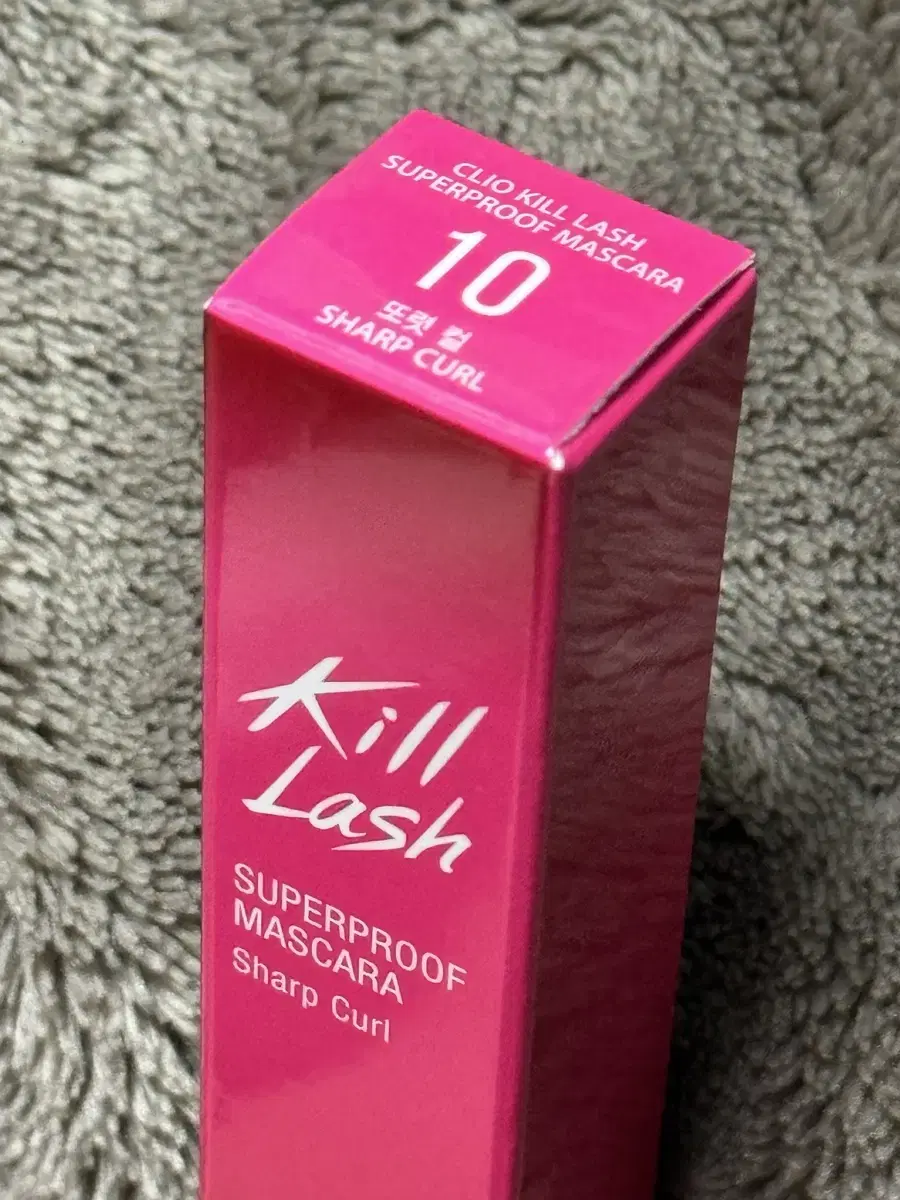 CLIO KILL LASH
SUPERPROOF MASCARA
10
또렷 컬
SHARP CURL
Kill
Lash
SUPERPROOF
MASCARA
Sharp Curl